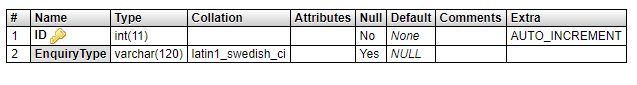 # Name Type Collation Attributes Null Default Comments Extra
1 ID int(11) No None AUTO_INCREMENT
2 EnquiryType varchar(120) latin1_swedish_ci Yes NULL